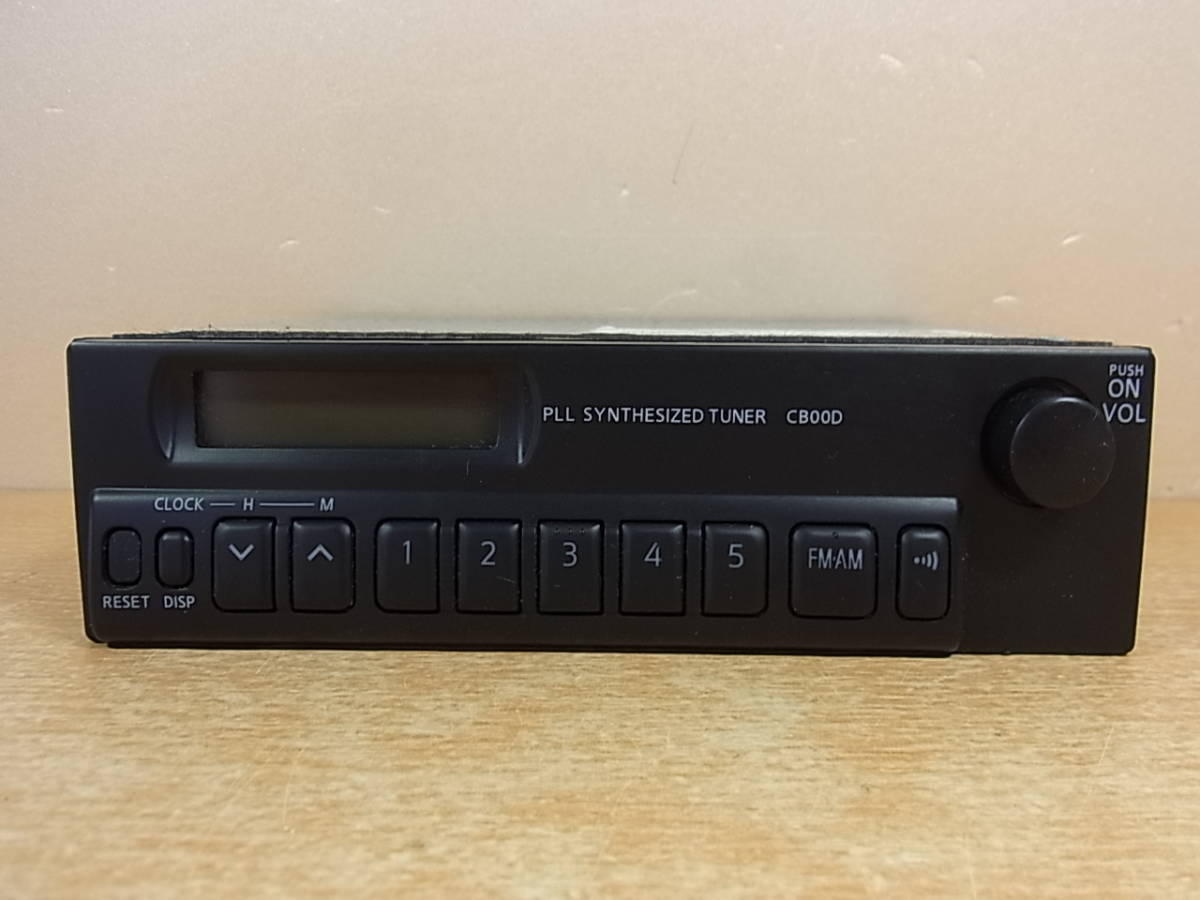 PUSH
ON
VOL
PLL SYNTHESIZED TUNER CB00D
CLOCK H M
1 2 3 4 5 FM·AM
RESET DISP